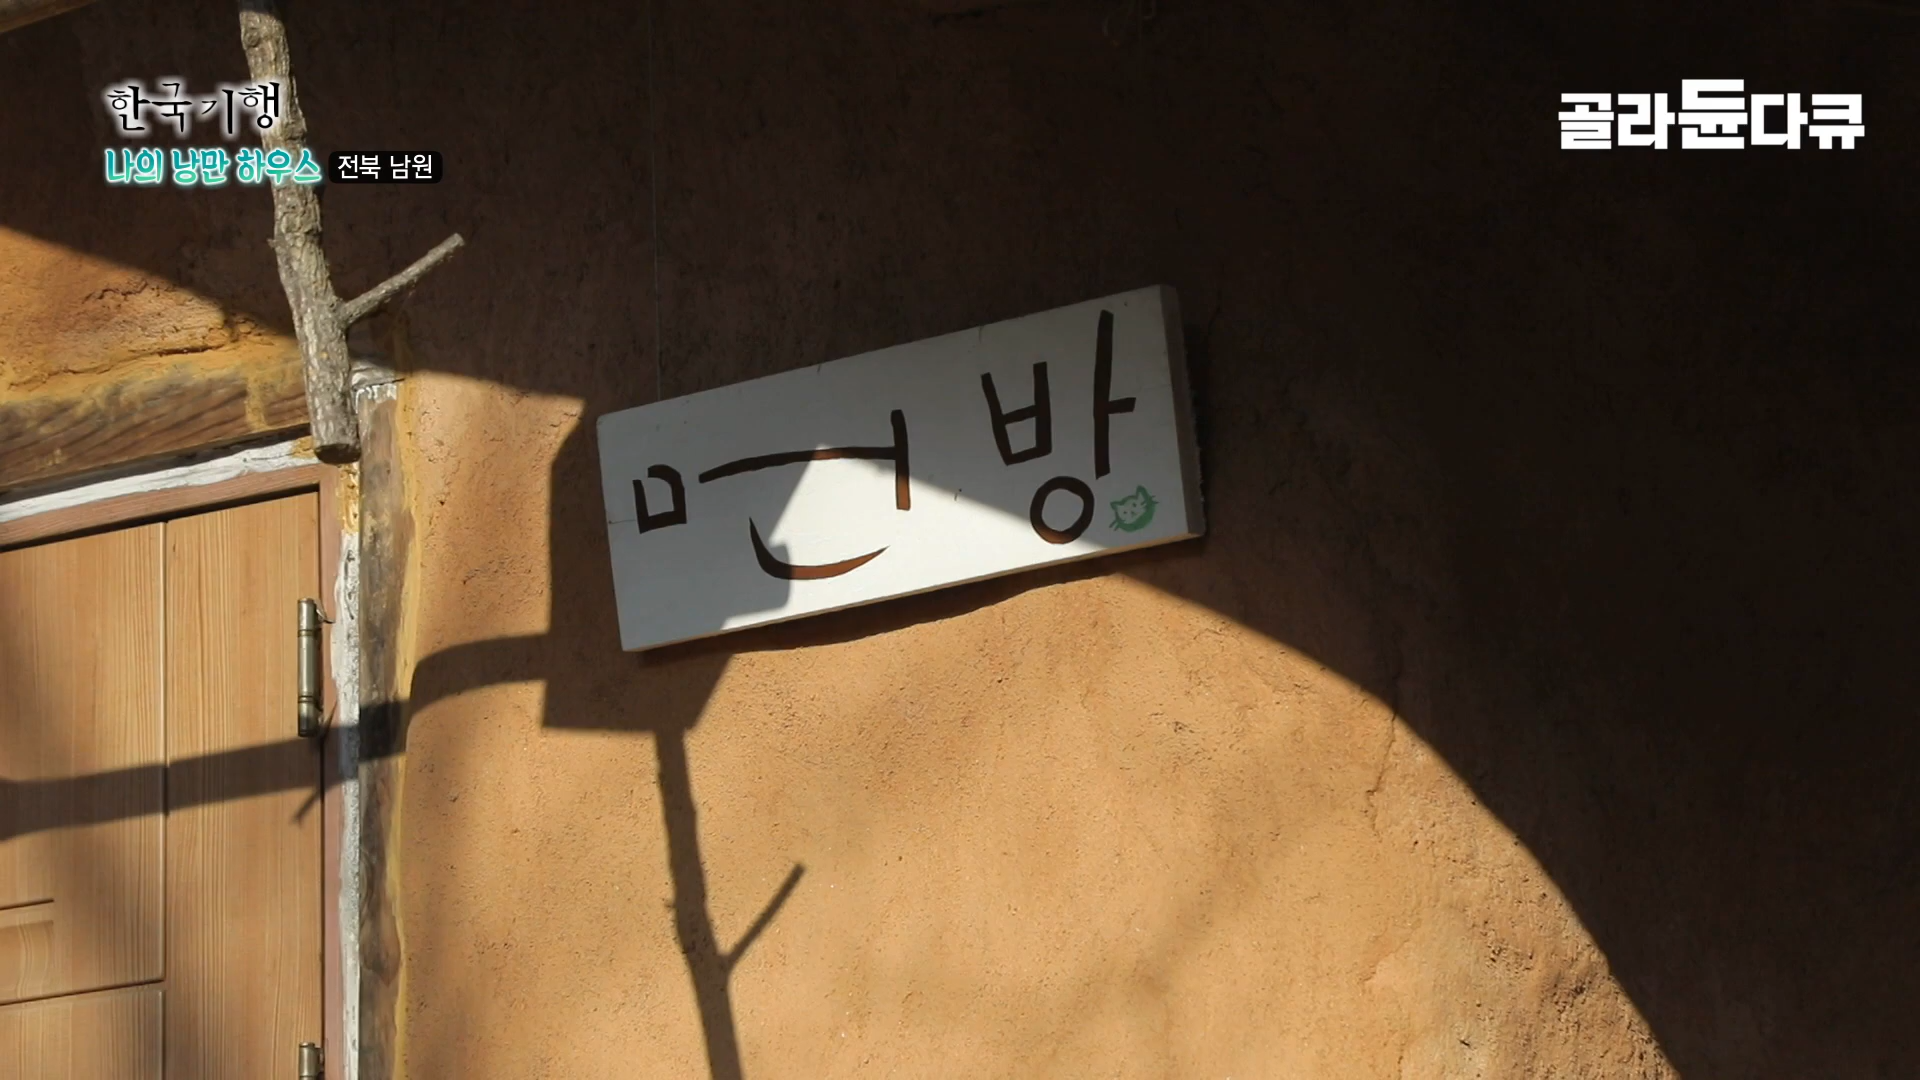 한국기행
나의 낭만 하우스 전북 남원
골라듄다큐
먼 방